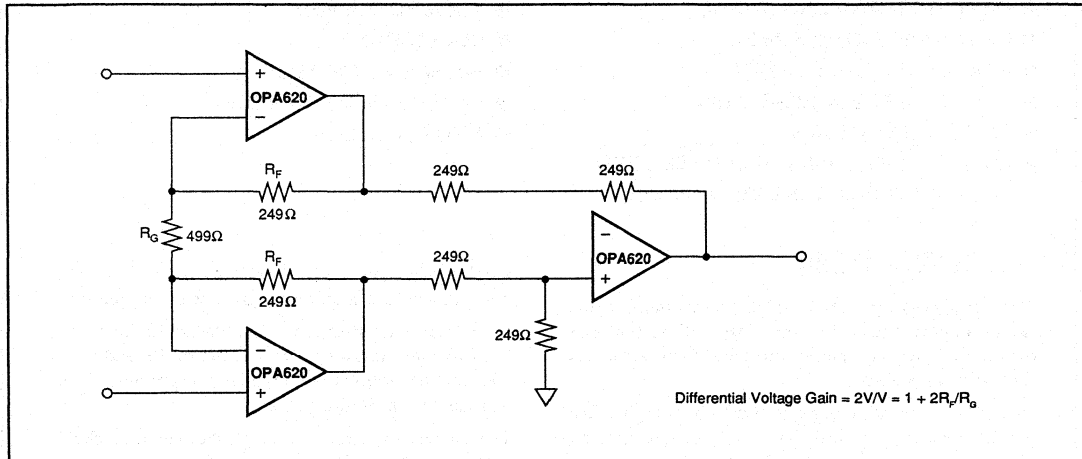 +
OPA620
−
R_F
249Ω
249Ω
249Ω
R_G 499Ω
−
OPA620
+
R_F
249Ω
249Ω
249Ω
−
OPA620
+
Differential Voltage Gain = 2V/V = 1 + 2R_F/R_G